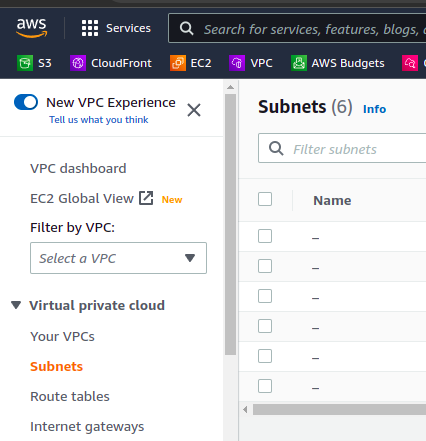 aws
Services
Search for services, features, blogs,
S3
CloudFront
EC2
VPC
AWS Budgets
New VPC Experience
Tell us what you think
Subnets (6) Info
Filter subnets
VPC dashboard
EC2 Global View New
Filter by VPC:
Select a VPC
Name
–
–
–
–
–
–
Virtual private cloud
Your VPCs
Subnets
Route tables
Internet gateways